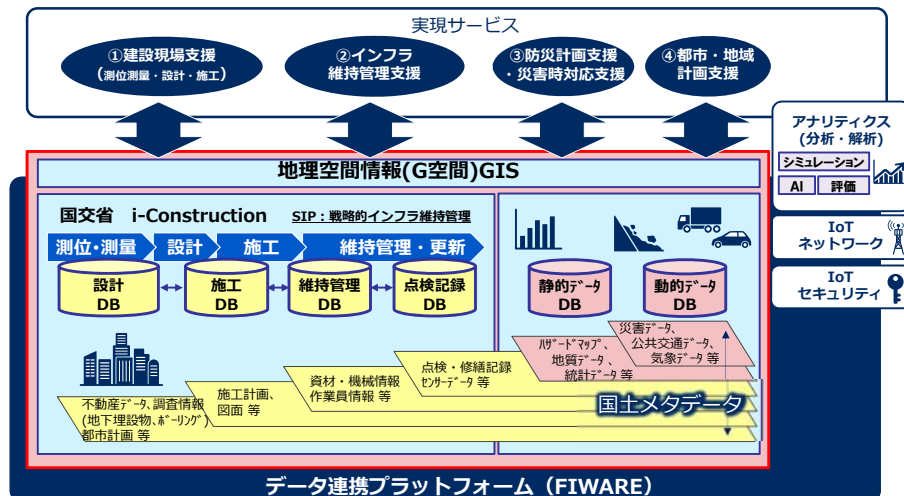 実現サービス
①建設現場支援
(測位測量・設計・施工)
②インフラ
維持管理支援
③防災計画支援
・災害時対応支援
④都市・地域
計画支援
アナリティクス
(分析・解析)
シミュレーション
AI
評価
IoT
ネットワーク
IoT
セキュリティ
地理空間情報(G空間)GIS
国交省 i-Construction
SIP：戦略的インフラ維持管理
測位・測量
設計
施工
維持管理・更新
設計
DB
施工
DB
維持管理
DB
点検記録
DB
静的ﾃﾞｰﾀ
DB
動的ﾃﾞｰﾀ
DB
不動産ﾃﾞｰﾀ､調査情報
(地下埋設物､ﾎﾞｰﾘﾝｸﾞ)
都市計画 等
施工計画、
図面 等
資材・機械情報
作業員情報 等
点検・修繕記録
ｾﾝｻｰﾃﾞｰﾀ 等
ﾊｻﾞｰﾄﾞﾏｯﾌﾟ、
地質ﾃﾞｰﾀ、
統計ﾃﾞｰﾀ 等
災害ﾃﾞｰﾀ、
公共交通ﾃﾞｰﾀ、
気象ﾃﾞｰﾀ 等
国土メタデータ
データ連携プラットフォーム（FIWARE）